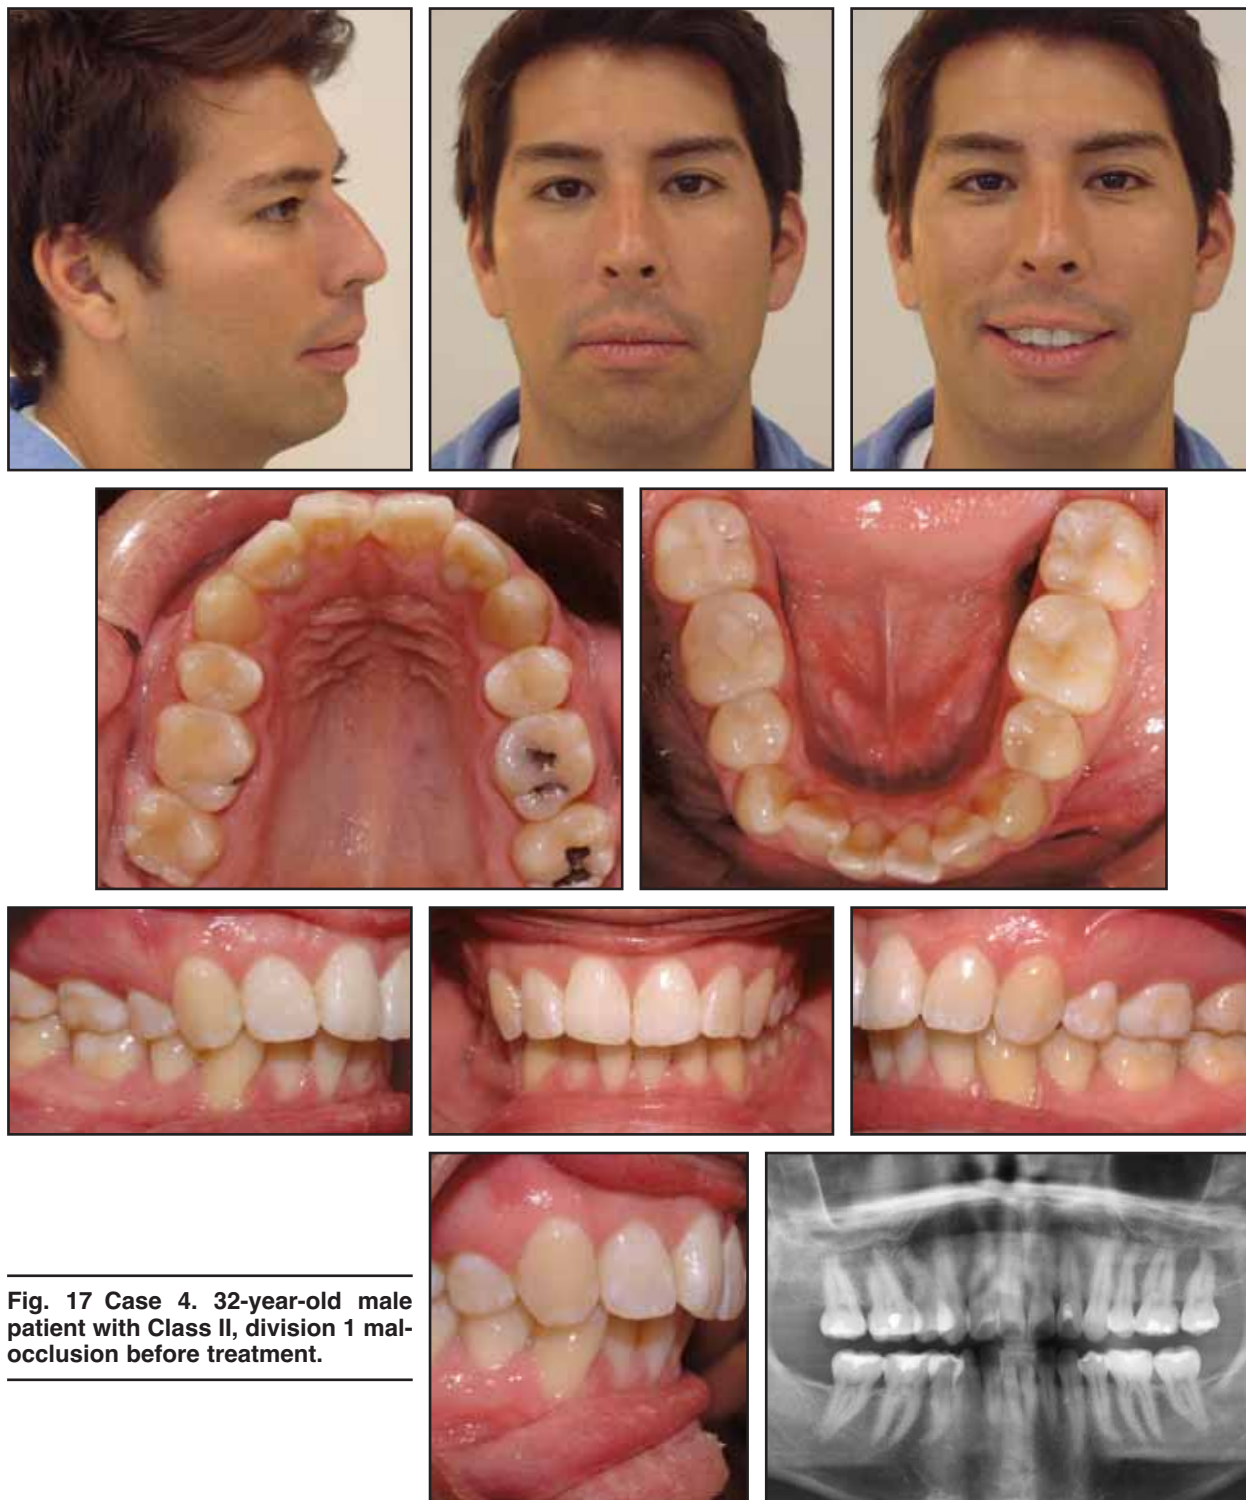 Fig. 17 Case 4. 32-year-old male
patient with Class II, division 1 mal-
occlusion before treatment.